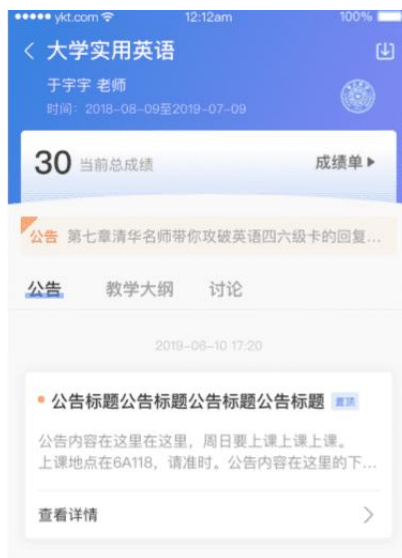 ykt.com 12:12am 100%
大学实用英语
于宇宇 老师
时间：2018-08-09至2019-07-09
30 当前总成绩 成绩单
公告 第七章清华名师带你攻破英语四六级卡的回复...
公告 教学大纲 讨论
2019-06-10 17:20
公告标题公告标题公告标题公告标题 置顶
公告内容在这里在这里，周日要上课上课上课。
上课地点在6A118，请准时。公告内容在这里的下...
查看详情